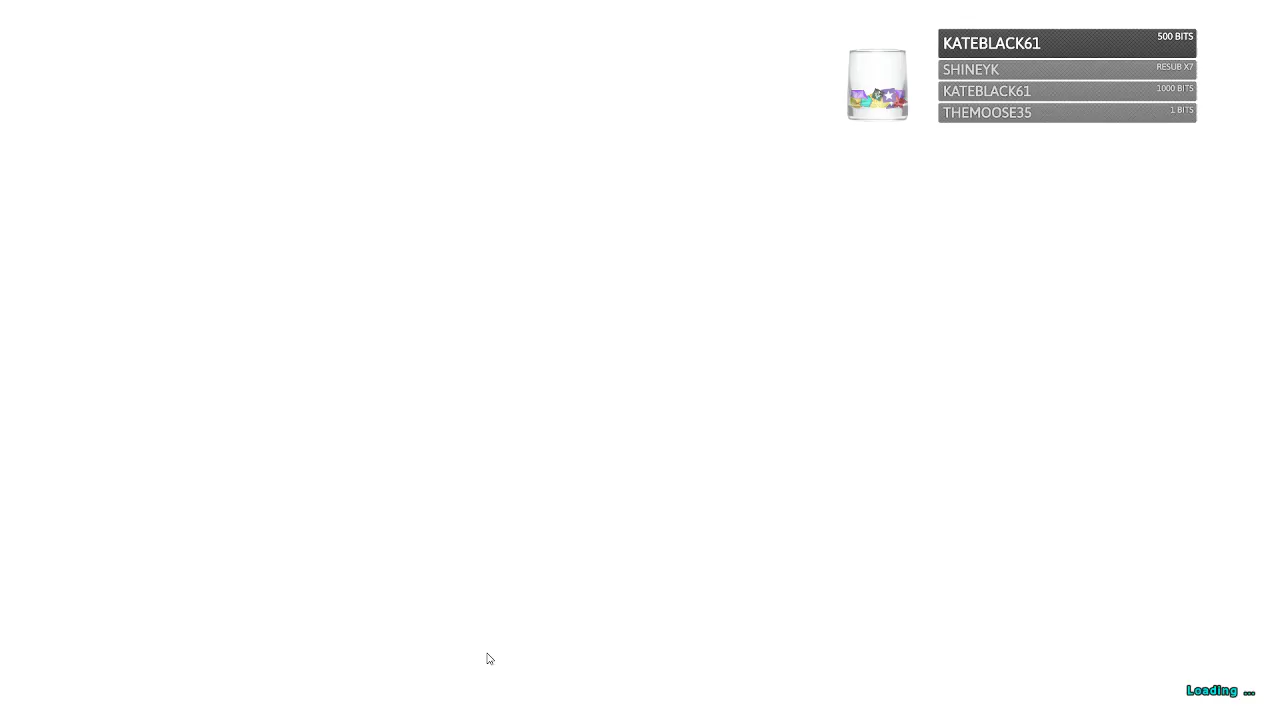 KATEBLACK61 500 BITS
SHINEYK RESUB X7
KATEBLACK61 1000 BITS
THEMOOSE35 1 BITS
Loading ...